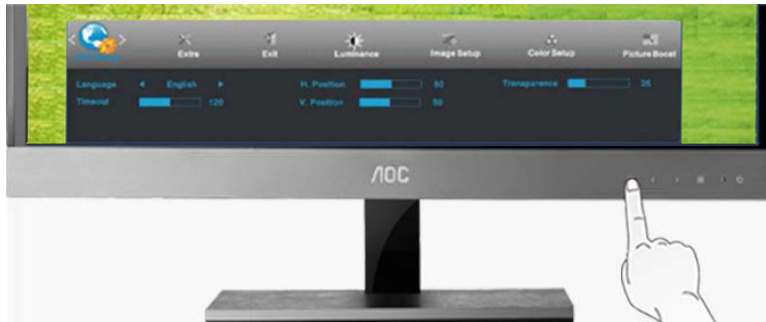 Extra
Exit
Luminance
Image Setup
Color Setup
Picture Boost
Language English H. Position 50 Transparence 25
Timeout 120 V. Position 50
AOC